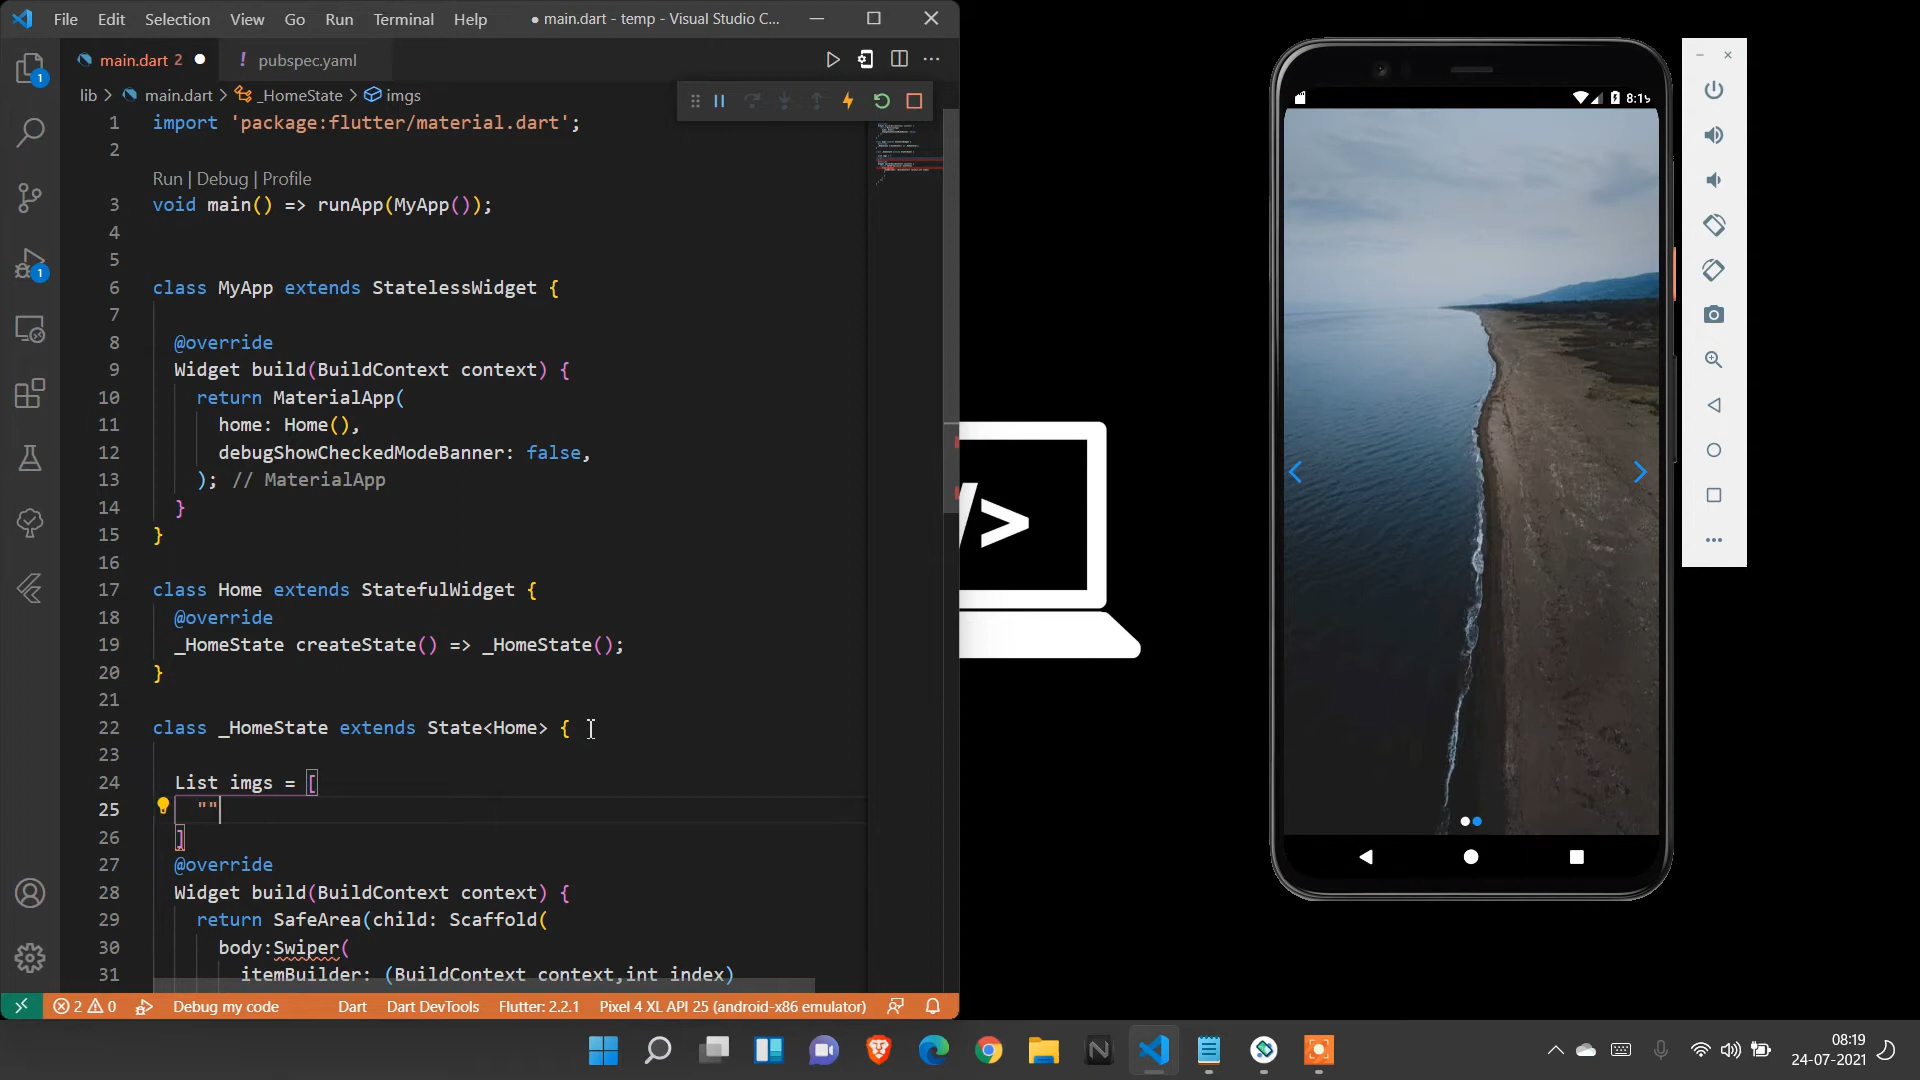 File Edit Selection View Go Run Terminal Help ● main.dart - temp - Visual Studio C...
main.dart 2 ● ! pubspec.yaml
lib > main.dart > _HomeState > imgs
1 import 'package:flutter/material.dart';
2
Run | Debug | Profile
3 void main() => runApp(MyApp());
4
5
6 class MyApp extends StatelessWidget {
7
8 @override
9 Widget build(BuildContext context) {
10 return MaterialApp(
11 home: Home(),
12 debugShowCheckedModeBanner: false,
13 ); // MaterialApp
14 }
15 }
16
17 class Home extends StatefulWidget {
18 @override
19 _HomeState createState() => _HomeState();
20 }
21
22 class _HomeState extends State<Home> {
23
24 List imgs = [
25 ""
26 ]
27 @override
28 Widget build(BuildContext context) {
29 return SafeArea(child: Scaffold(
30 body:Swiper(
31 itemBuilder: (BuildContext context,int index)
2 0 Debug my code Dart Dart DevTools Flutter: 2.2.1 Pixel 4 XL API 25 (android-x86 emulator)
1
1
/>
8:19
08:19
24-07-2021